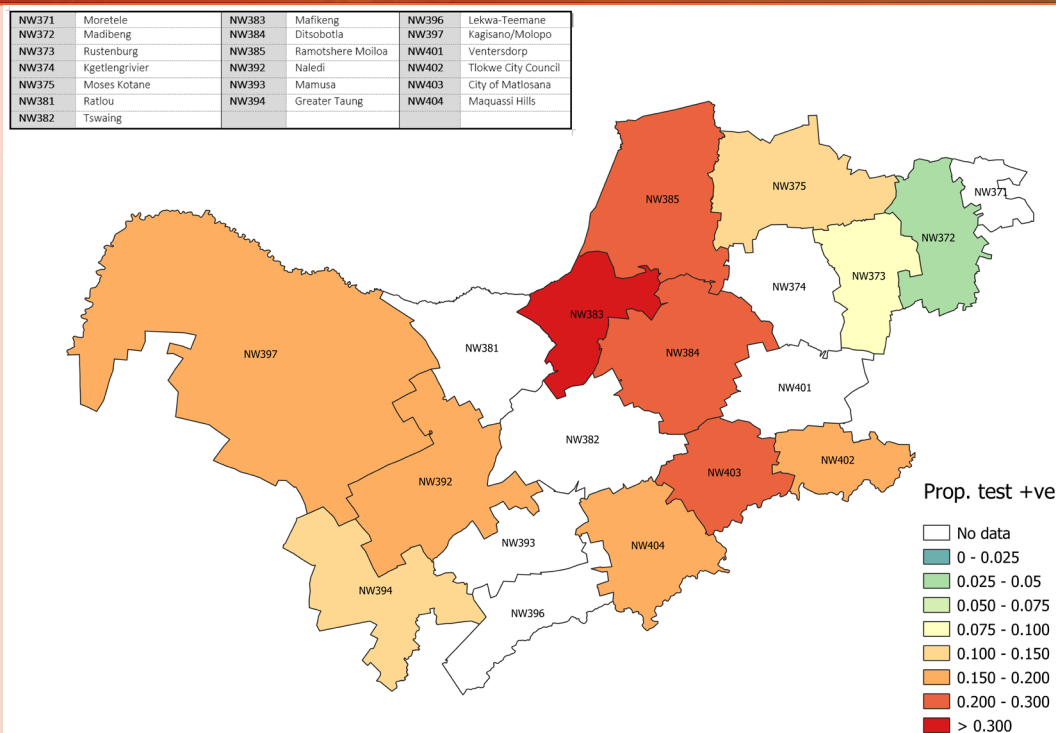 NW371 Moretele NW383 Mafikeng NW396 Lekwa-Teemane
NW372 Madibeng NW384 Ditsobotla NW397 Kagisano/Molopo
NW373 Rustenburg NW385 Ramotshere Moiloa NW401 Ventersdorp
NW374 Kgetlengrivier NW392 Naledi NW402 Tlokwe City Council
NW375 Moses Kotane NW393 Mamusa NW403 City of Matlosana
NW381 Ratlou NW394 Greater Taung NW404 Maquassi Hills
NW382 Tswaing
NW375
NW371
NW385
NW372
NW373
NW374
NW383
NW381
NW384
NW397
NW401
NW382
NW402
NW403
NW392
NW393
NW404
NW394
NW396
Prop. test +ve
No data
0 - 0.025
0.025 - 0.05
0.050 - 0.075
0.075 - 0.100
0.100 - 0.150
0.150 - 0.200
0.200 - 0.300
> 0.300